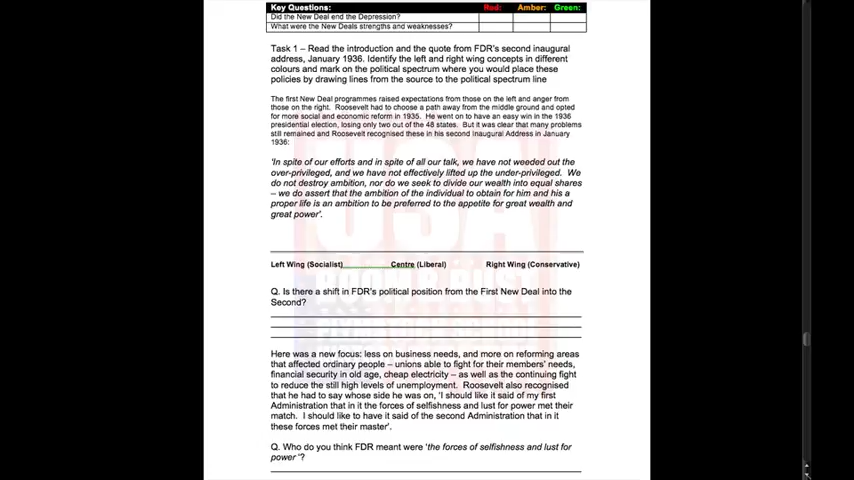 Key Questions: Red: Amber: Green:
Did the New Deal end the Depression?
What were the New Deals strengths and weaknesses?
Task 1 – Read the introduction and the quote from FDR's second inaugural
address, January 1936. Identify the left and right wing concepts in different
colours and mark on the political spectrum where you would place these
policies by drawing lines from the source to the political spectrum line
The first New Deal programmes raised expectations from those on the left and anger from
those on the right. Roosevelt had to choose a path away from the middle ground and opted
for more social and economic reform in 1935. He went on to have an easy win in the 1936
presidential election, losing only two out of the 48 states. But it was clear that many problems
still remained and Roosevelt recognised these in his second Inaugural Address in January
1936:
'In spite of our efforts and in spite of all our talk, we have not weeded out the
over-privileged, and we have not effectively lifted up the under-privileged. We
do not destroy ambition, nor do we seek to divide our wealth into equal shares
– we do assert that the ambition of the individual to obtain for him and his a
proper life is an ambition to be preferred to the appetite for great wealth and
great power'.
Left Wing (Socialist) Centre (Liberal) Right Wing (Conservative)
Q. Is there a shift in FDR's political position from the First New Deal into the
Second?
Here was a new focus: less on business needs, and more on reforming areas
that affected ordinary people – unions able to fight for their members' needs,
financial security in old age, cheap electricity – as well as the continuing fight
to reduce the still high levels of unemployment. Roosevelt also recognised
that he had to say whose side he was on, 'I should like it said of my first
Administration that in it the forces of selfishness and lust for power met their
match. I should like to have it said of the second Administration that in it
these forces met their master'.
Q. Who do you think FDR meant were 'the forces of selfishness and lust for
power '?
USA
BOOM & BUST